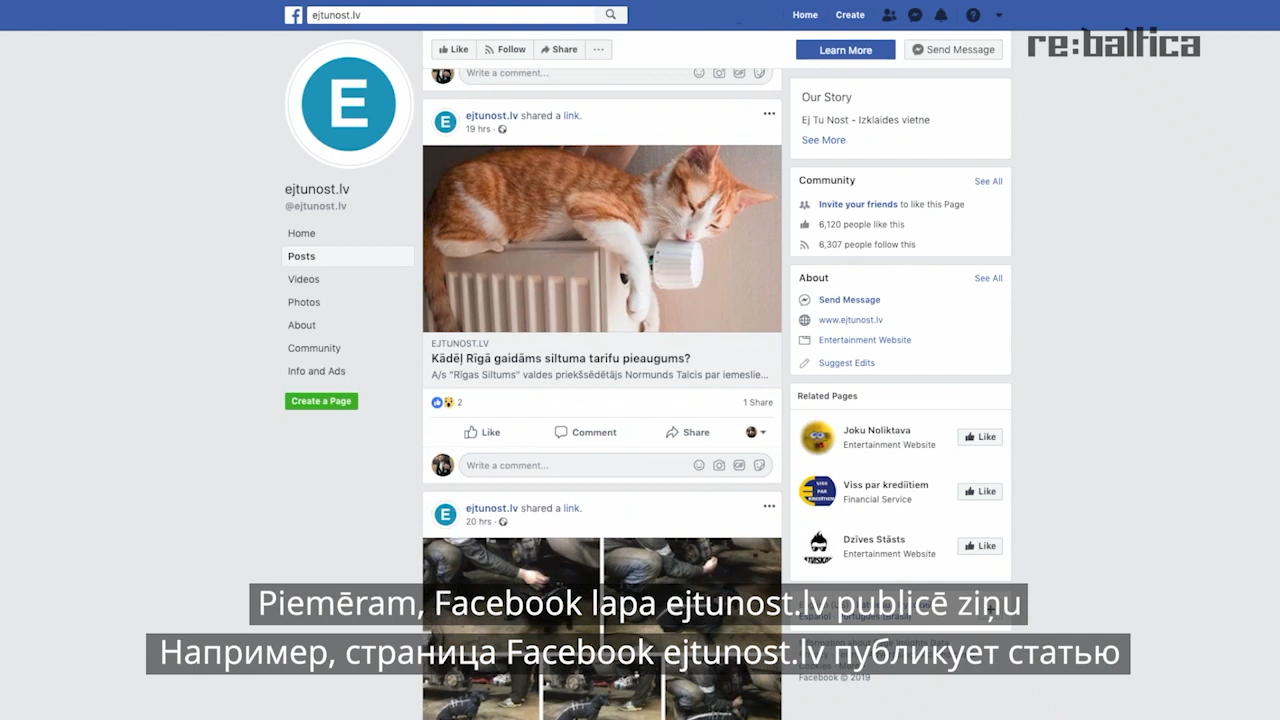 ejtunost.lv
Home
Create
re:baltica
Like
Follow
Share
Learn More
Send Message
Write a comment...
E
ejtunost.lv
@ejtunost.lv
Home
Posts
Videos
Photos
About
Community
Info and Ads
Create a Page
E
ejtunost.lv shared a link.
19 hrs
EJTUNOST.LV
Kādēļ Rīgā gaidāms siltuma tarifu pieaugums?
A/s "Rīgas Siltums" valdes priekšsēdētājs Normunds Talcis par iemeslie...
2
1 Share
Like
Comment
Share
Write a comment...
E
ejtunost.lv shared a link.
20 hrs
Our Story
Ej Tu Nost - Izklaides vietne
See More
Community
See All
Invite your friends to like this Page
6,120 people like this
6,307 people follow this
About
See All
Send Message
www.ejtunost.lv
Entertainment Website
Suggest Edits
Related Pages
Joku Noliktava
Entertainment Website
Like
VISS PAR KREDĪTIEM
Viss par kredītiem
Financial Service
Like
Dzīves Stāsts
Entertainment Website
Like
Piemēram, Facebook lapa ejtunost.lv publicē ziņu
Например, страница Facebook ejtunost.lv публикует статью
Facebook © 2019